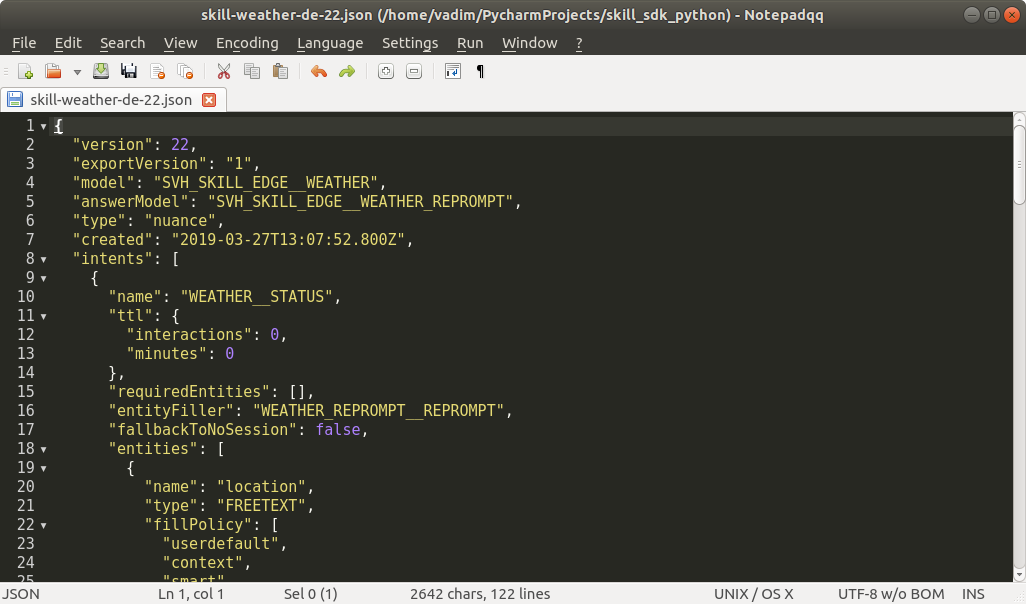 skill-weather-de-22.json (/home/vadim/PycharmProjects/skill_sdk_python) - Notepadqq
File Edit Search View Encoding Language Settings Run Window ?
skill-weather-de-22.json
1 {
2 "version": 22,
3 "exportVersion": "1",
4 "model": "SVH_SKILL_EDGE__WEATHER",
5 "answerModel": "SVH_SKILL_EDGE__WEATHER_REPROMPT",
6 "type": "nuance",
7 "created": "2019-03-27T13:07:52.800Z",
8 "intents": [
9 {
10 "name": "WEATHER__STATUS",
11 "ttl": {
12 "interactions": 0,
13 "minutes": 0
14 },
15 "requiredEntities": [],
16 "entityFiller": "WEATHER_REPROMPT__REPROMPT",
17 "fallbackToNoSession": false,
18 "entities": [
19 {
20 "name": "location",
21 "type": "FREETEXT",
22 "fillPolicy": [
23 "userdefault",
24 "context",
25 "smart"
JSON Ln 1, col 1 Sel 0 (1) 2642 chars, 122 lines UNIX / OS X UTF-8 w/o BOM INS